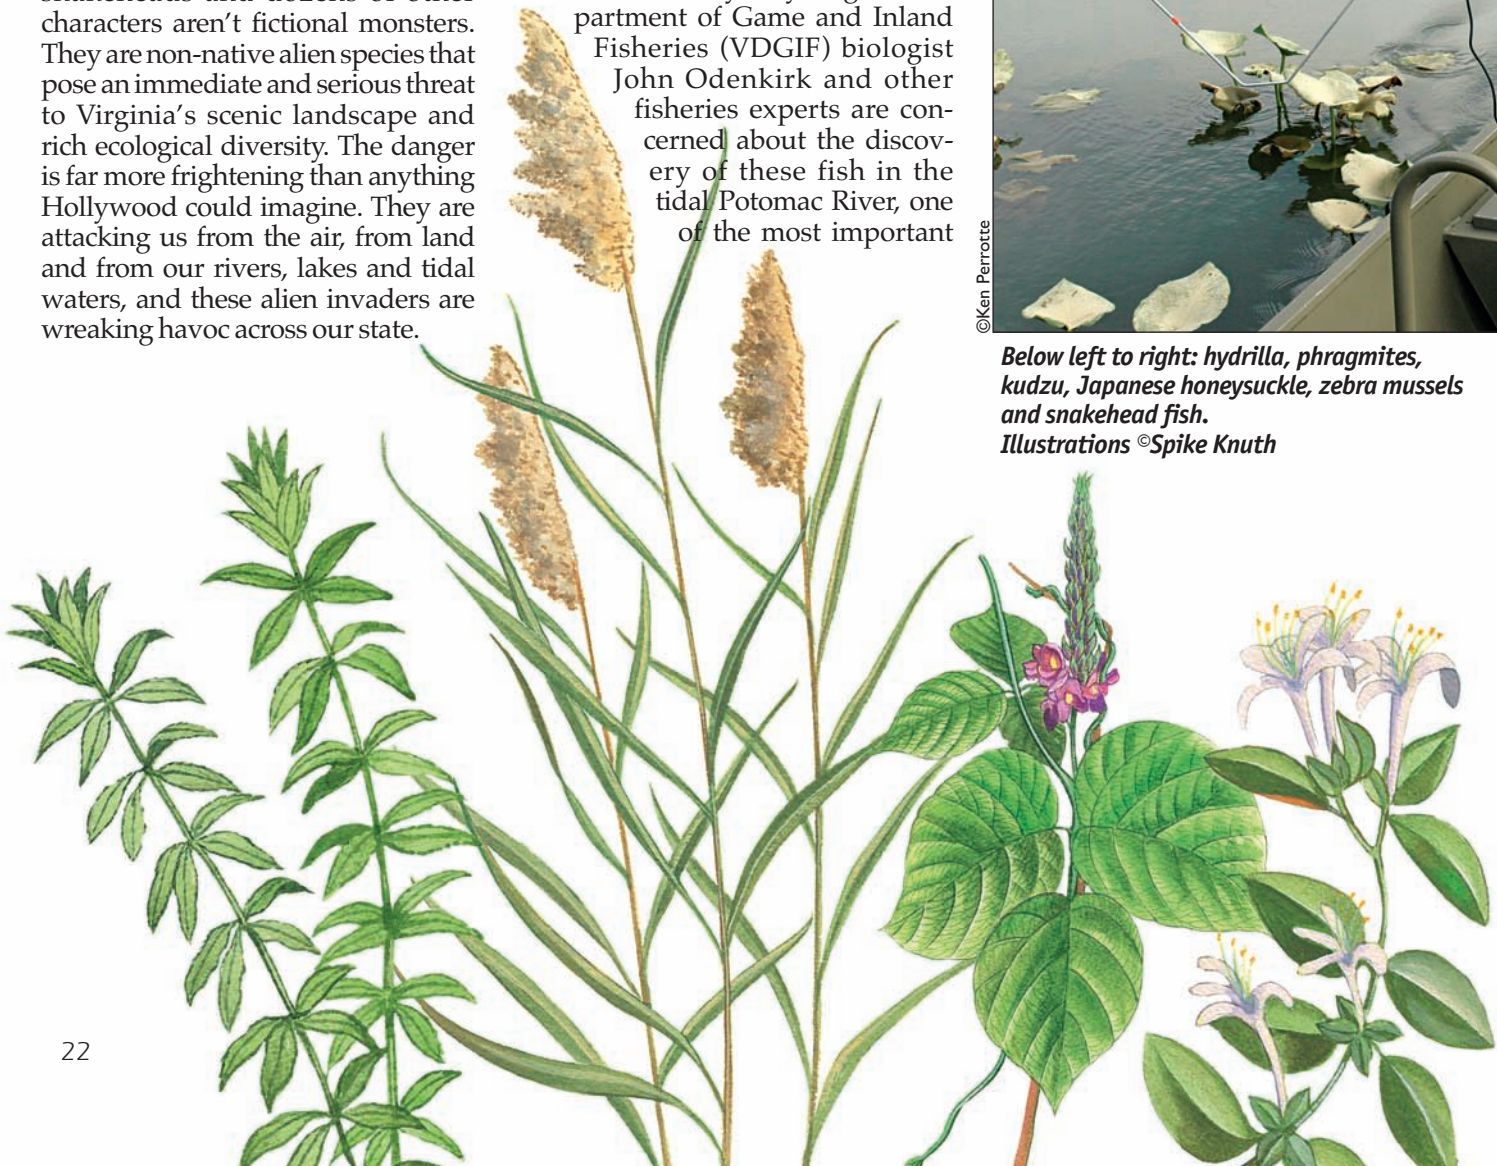 characters aren't fictional monsters.
They are non-native alien species that
pose an immediate and serious threat
to Virginia's scenic landscape and
rich ecological diversity. The danger
is far more frightening than anything
Hollywood could imagine. They are
attacking us from the air, from land
and from our rivers, lakes and tidal
waters, and these alien invaders are
wreaking havoc across our state.
partment of Game and Inland
Fisheries (VDGIF) biologist
John Odenkirk and other
fisheries experts are con-
cerned about the discov-
ery of these fish in the
tidal Potomac River, one
of the most important
©Ken Perrotte
Below left to right: hydrilla, phragmites,
kudzu, Japanese honeysuckle, zebra mussels
and snakehead fish.
Illustrations ©Spike Knuth
22